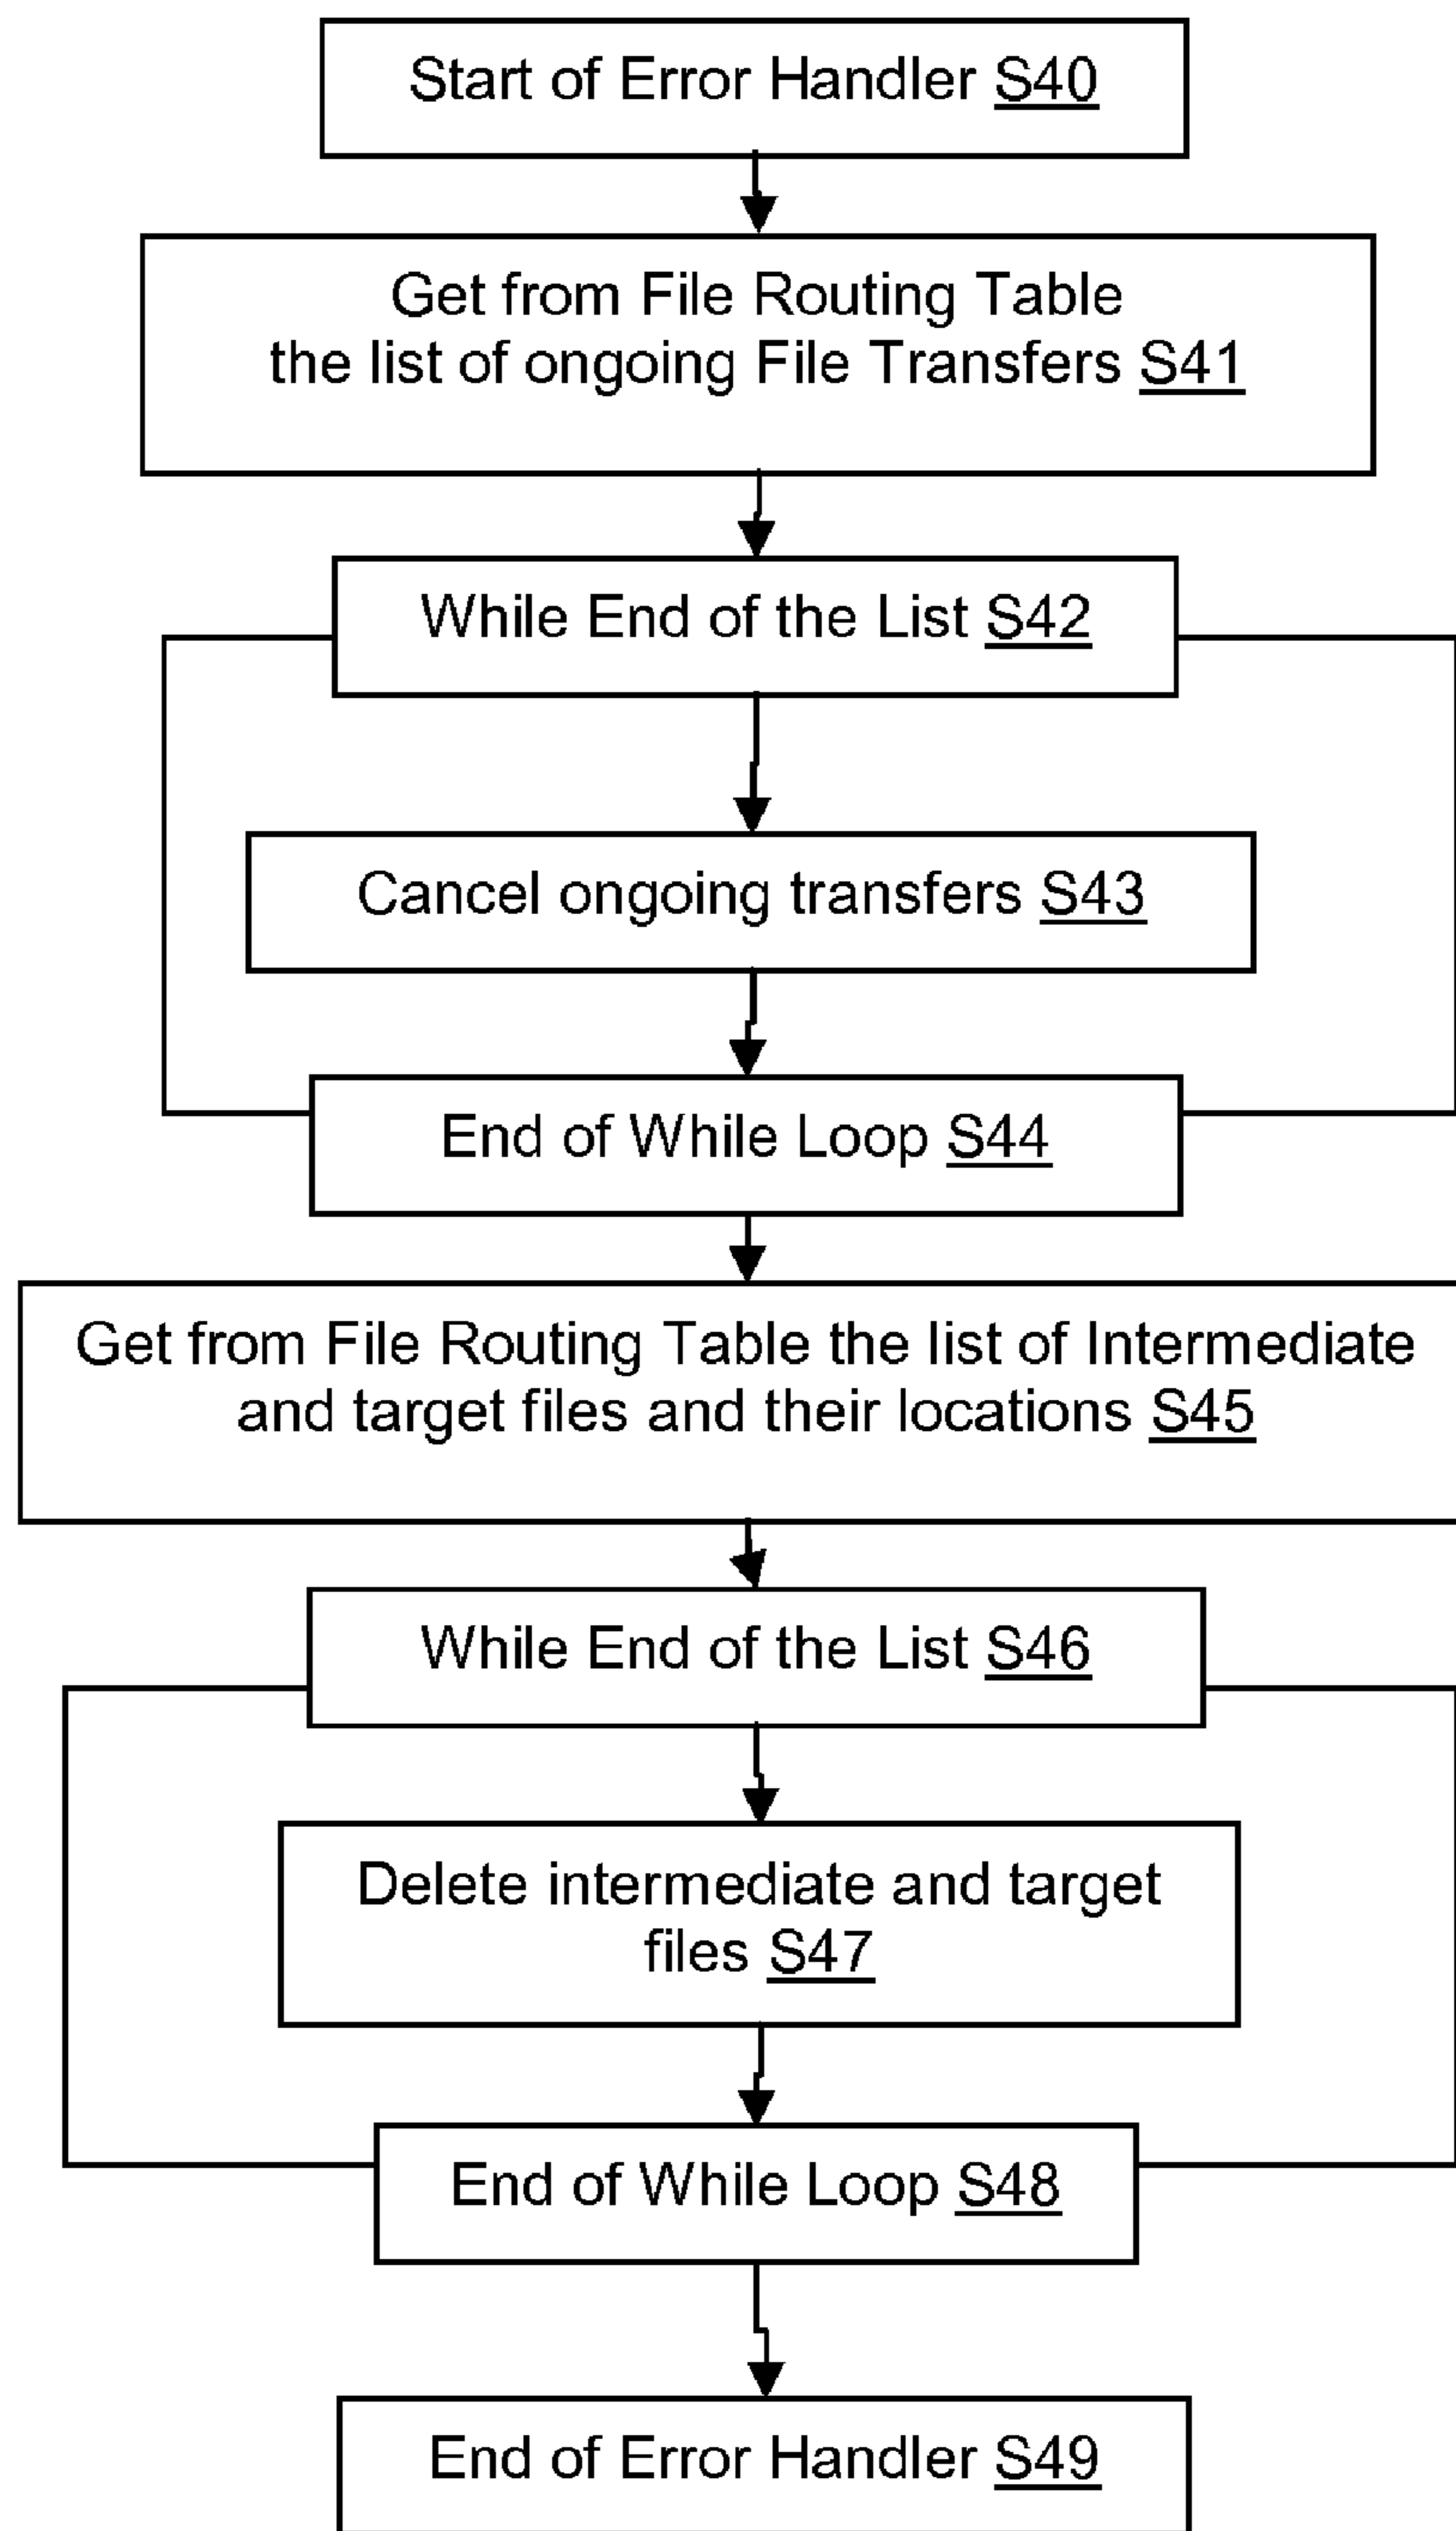 Start of Error Handler S40
Get from File Routing Table
the list of ongoing File Transfers S41
While End of the List S42
Cancel ongoing transfers S43
End of While Loop S44
Get from File Routing Table the list of Intermediate
and target files and their locations S45
While End of the List S46
Delete intermediate and target
files S47
End of While Loop S48
End of Error Handler S49